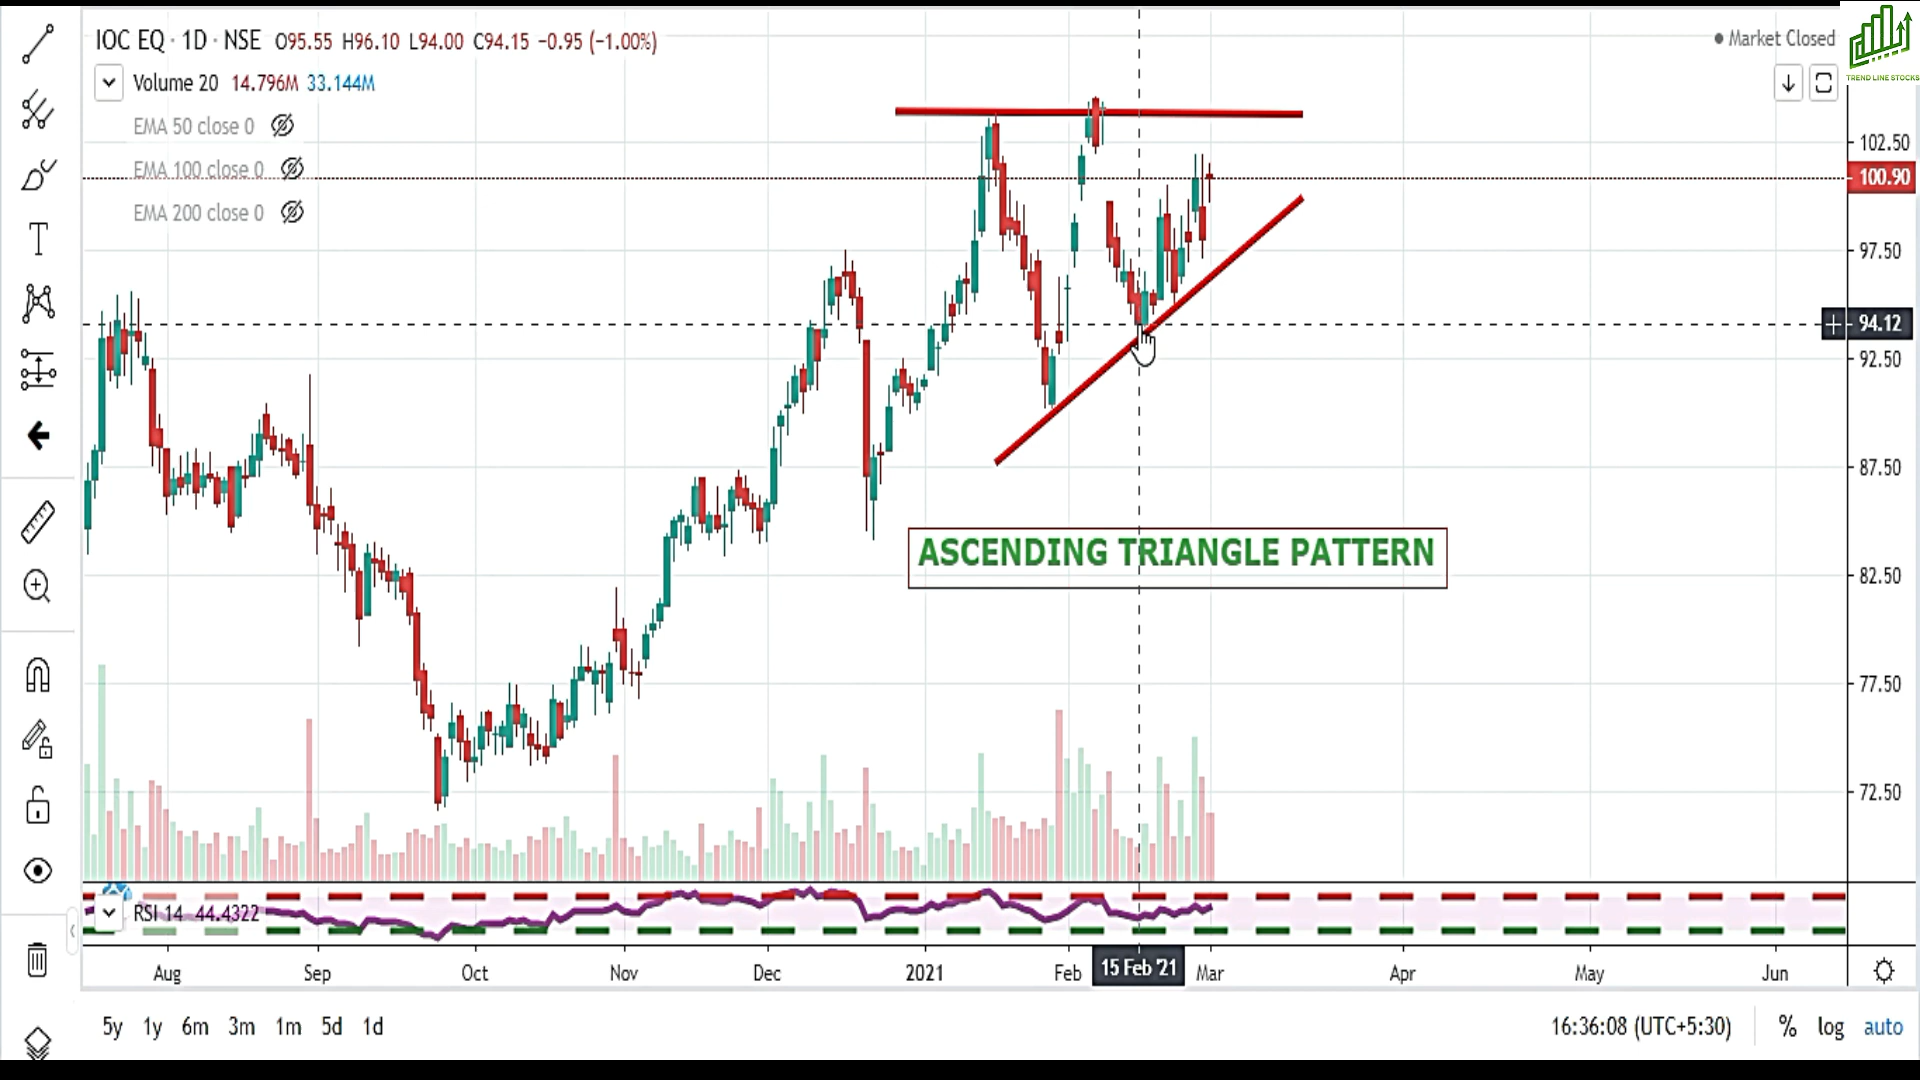 IOC EQ · 1D · NSE O95.55 H96.10 L94.00 C94.15 −0.95 (−1.00%)
Market Closed
TREND LINE STOCKS
Volume 20 14.796M 33.144M
EMA 50 close 0
EMA 100 close 0
EMA 200 close 0
102.50
100.90
97.50
94.12
92.50
87.50
82.50
77.50
72.50
ASCENDING TRIANGLE PATTERN
RSI 14 44.4322
Aug Sep Oct Nov Dec 2021 Feb 15 Feb '21 Mar Apr May Jun
5y 1y 6m 3m 1m 5d 1d 16:36:08 (UTC+5:30) % log auto